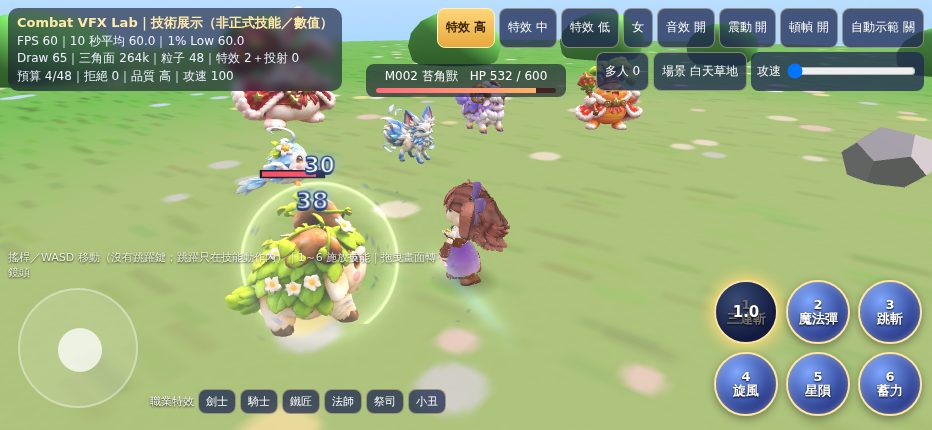 Combat VFX Lab｜技術展示（非正式技能／數值）
FPS 60｜10 秒平均 60.0｜1% Low 60.0
Draw 65｜三角面 264k｜粒子 48｜特效 2＋投射 0
預算 4/48｜拒絕 0｜品質 高｜攻速 100
特效 高
特效 中
特效 低
女
音效 開
震動 開
頓幀 開
自動示範 關
多人 0
場景 白天草地
攻速
M002 苔角獸 HP 532 / 600
30
38
搖桿／WASD 移動（沒有跳躍鍵；跳躍只在技能動作內）｜1～6 施放技能｜拖曳畫面轉
鏡頭
1
1.0
三連斬
2
魔法彈
3
跳斬
4
旋風
5
星隕
6
蓄力
職業特效
劍士
騎士
鐵匠
法師
祭司
小丑